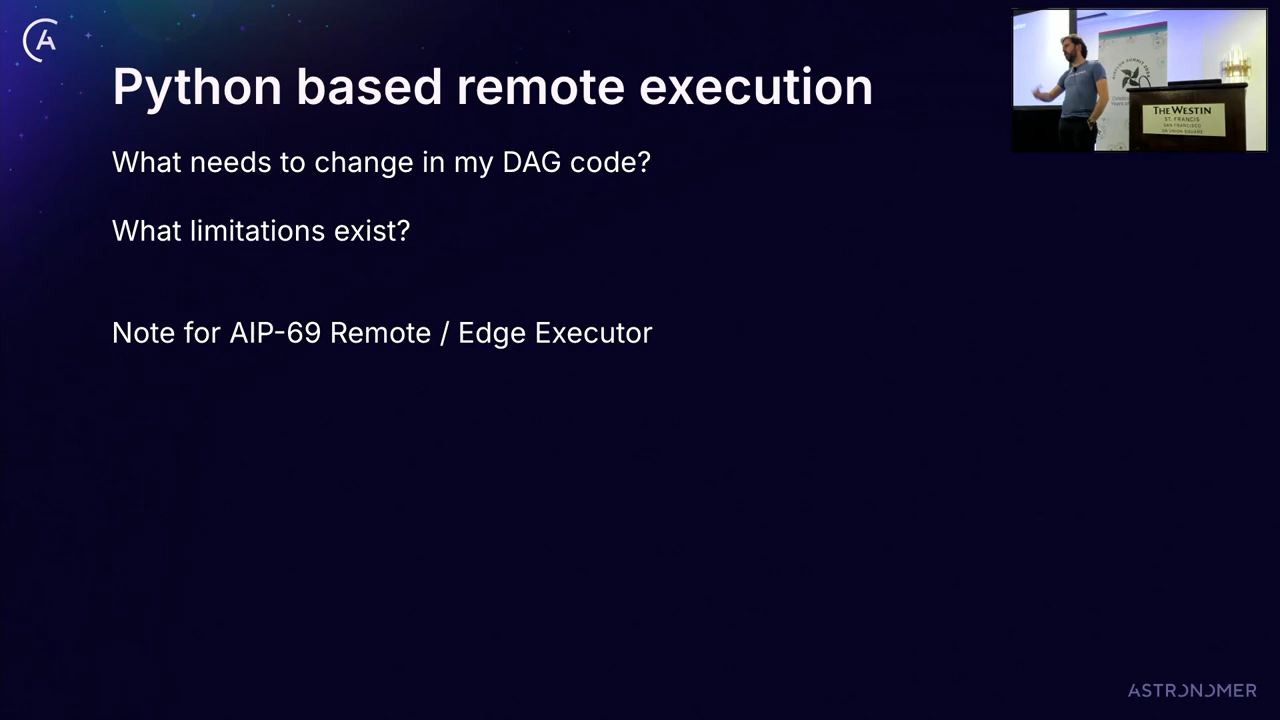 Python based remote execution
What needs to change in my DAG code?
What limitations exist?
Note for AIP-69 Remote / Edge Executor
THE WESTIN
ST. FRANCIS
SAN FRANCISCO
ON UNION SQUARE
ASTRONOMER